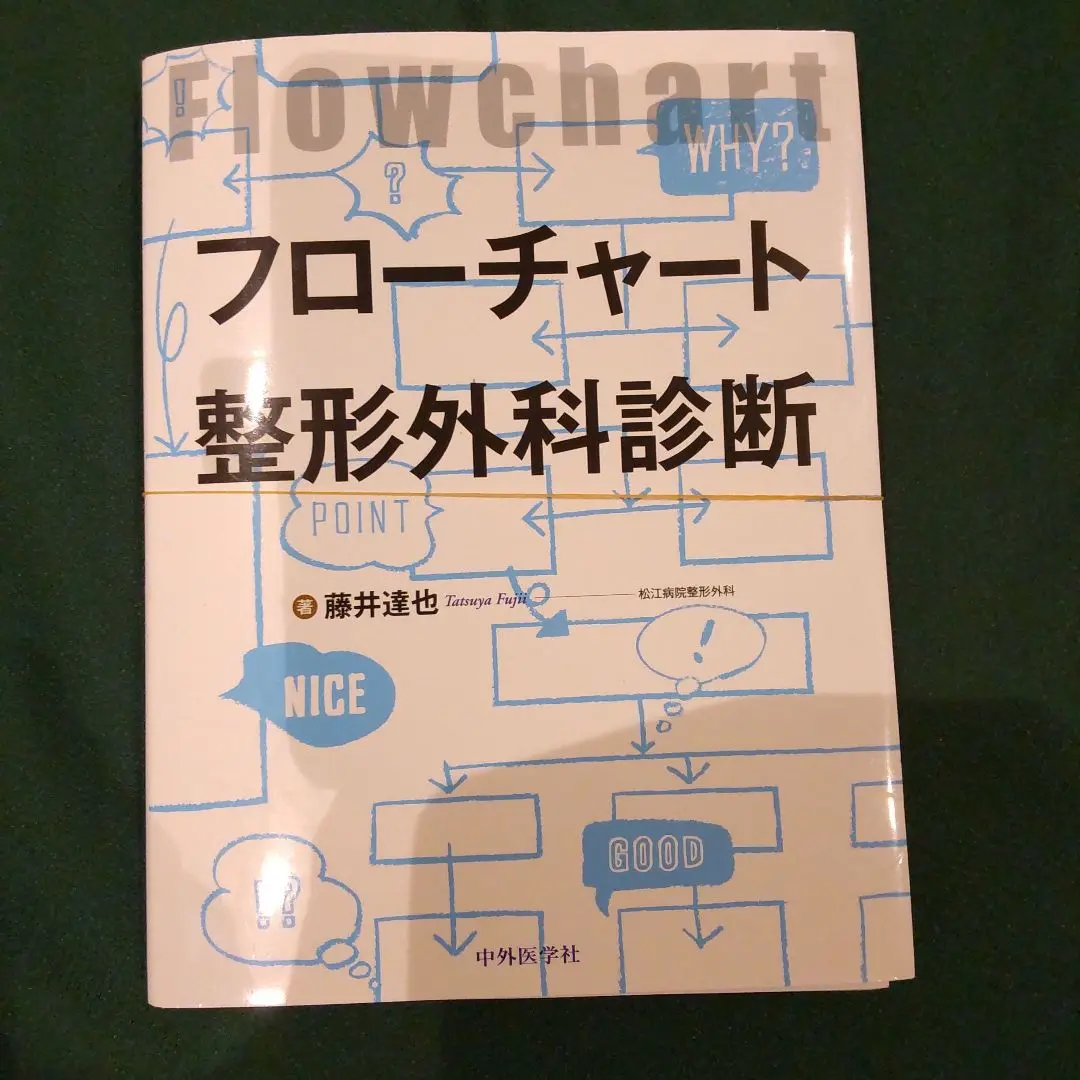 Flowchart
!
?
WHY?
フローチャート
整形外科診断
POINT
著 藤井達也 Tatsuya Fujii 松江病院整形外科
!
NICE
GOOD
!?
中外医学社